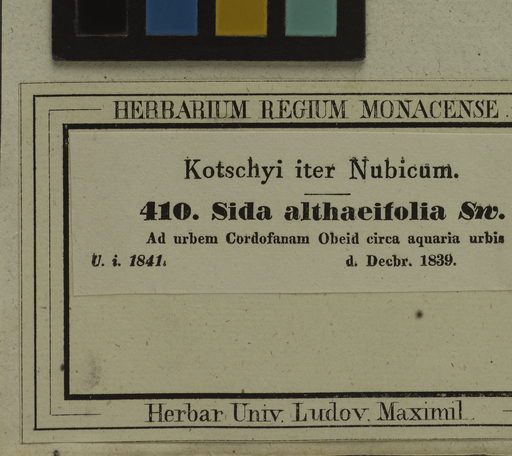 HERBARIUM REGIUM MONACENSE.
Kotschyi iter Nubicum.
410. Sida althaeifolia Sw.
Ad urbem Cordofanam Obeid circa aquaria urbis
U. i. 1841. d. Decbr. 1839.
Herbar. Univ. Ludov. Maximil.